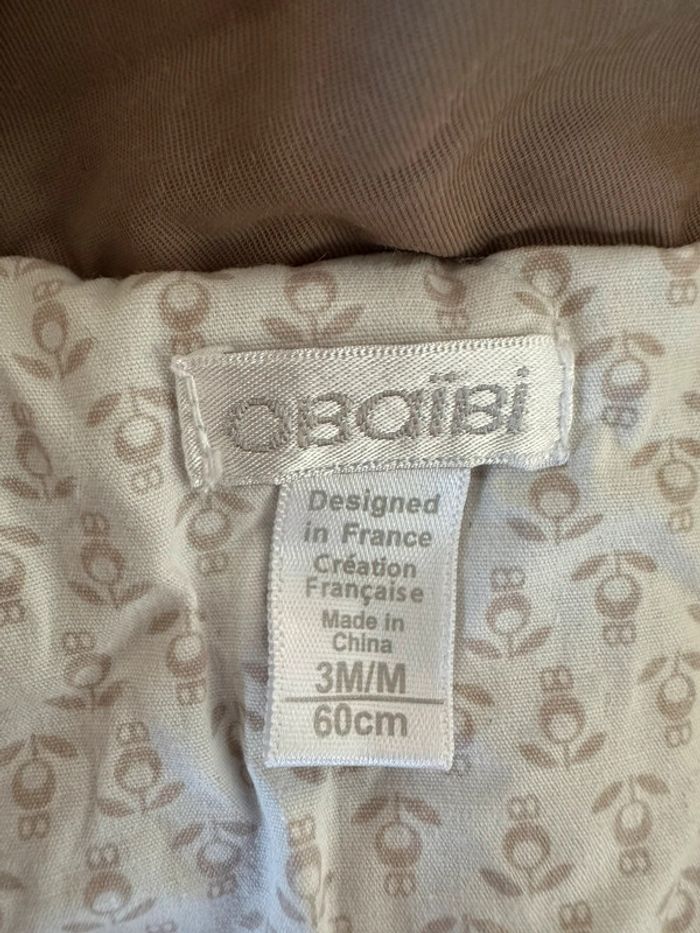 OBaïBi
Designed
in France
Création
Française
Made in
China
3M/M
60cm